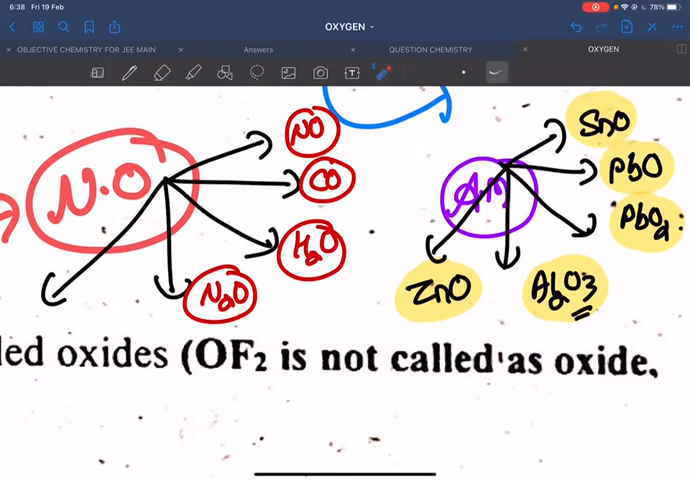 6:38 Fri 19 Feb
78%
OXYGEN
OBJECTIVE CHEMISTRY FOR JEE MAIN
Answers
QUESTION CHEMISTRY
OXYGEN
N.O
NO
CO
H2O
N2O
Am
SnO
PbO
PbO2
ZnO
Al2O3
led oxides (OF2 is not called as oxide,